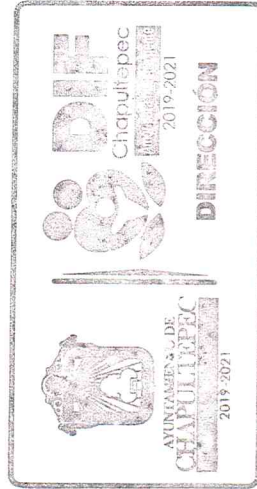 AYUNTAMIENTO DE
CHAPULTEPEC
2019-2021
DIF
Chapultepec
2019-2021
DIRECCIÓN